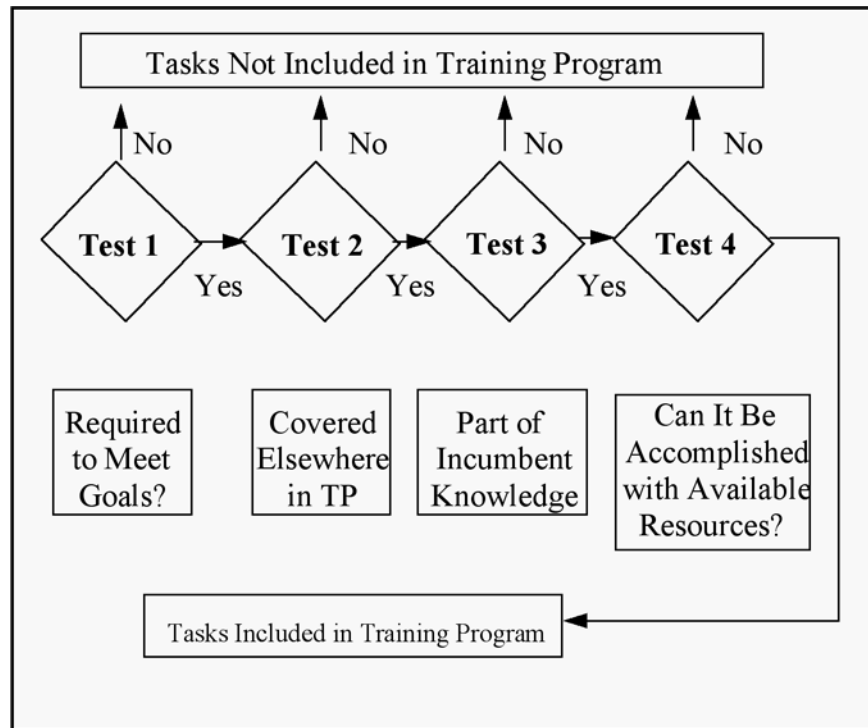 Tasks Not Included in Training Program
No
No
No
No
Test 1
Test 2
Test 3
Test 4
Yes
Yes
Yes
Required
to Meet
Goals?
Covered
Elsewhere
in TP
Part of
Incumbent
Knowledge
Can It Be
Accomplished
with Available
Resources?
Tasks Included in Training Program